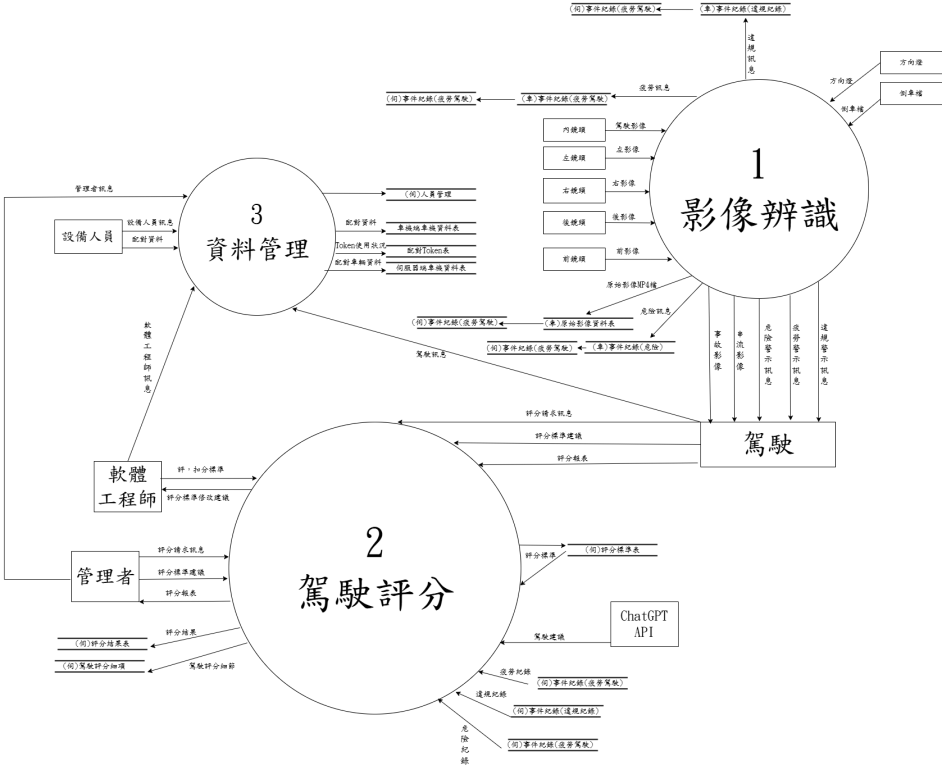 (伺)事件紀錄(疲勞駕駛)
(車)事件紀錄(違規紀錄)
違規訊息
方向燈
方向燈
倒車檔
倒車檔
疲勞訊息
(伺)事件紀錄(疲勞駕駛)
(車)事件紀錄(疲勞駕駛)
內鏡頭
駕駛影像
左鏡頭
左影像
右鏡頭
右影像
後鏡頭
後影像
前鏡頭
前影像
1
影像辨識
管理者訊息
3
資料管理
(伺)人員管理
設備人員
設備人員訊息
配對資料
配對資料
車機端車機資料表
Token使用狀況
配對Token表
配對車輛資料
伺服器端車機資料表
原始影像MP4檔
危險訊息
(伺)事件紀錄(疲勞駕駛)
(車)原始影像資料表
(伺)事件紀錄(疲勞駕駛)
(車)事件紀錄(危險)
軟體工程師訊息
駕駛訊息
事故影像
串流影像
危險警示訊息
疲勞警示訊息
違規警示訊息
駕駛
評分請求訊息
評分標準建議
評分報表
軟體
工程師
評，扣分標準
評分標準修改建議
2
駕駛評分
管理者
評分請求訊息
評分標準建議
評分報表
評分標準
(伺)評分標準表
ChatGPT
API
駕駛建議
評分結果
(伺)評分結果表
駕駛評分細節
(伺)駕駛評分細項
疲勞紀錄
(伺)事件紀錄(疲勞駕駛)
違規紀錄
(伺)事件紀錄(違規紀錄)
危險紀錄
(伺)事件紀錄(疲勞駕駛)